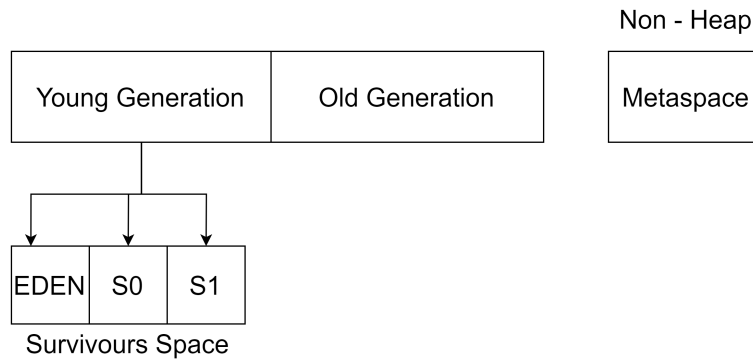 Non - Heap
Young Generation
Old Generation
Metaspace
EDEN
S0
S1
Survivours Space